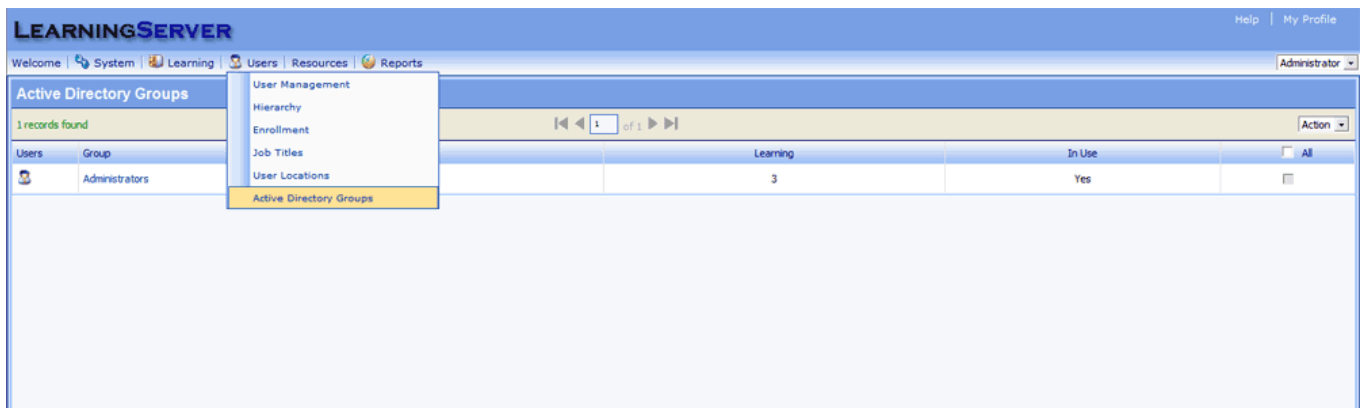 Help | My Profile
LEARNINGSERVER
Welcome | System | Learning | Users | Resources | Reports
Administrator
Active Directory Groups
User Management
Hierarchy
Enrollment
Job Titles
User Locations
Active Directory Groups
1 records found
1 of 1
Action
Users Group Learning In Use All
Administrators 3 Yes